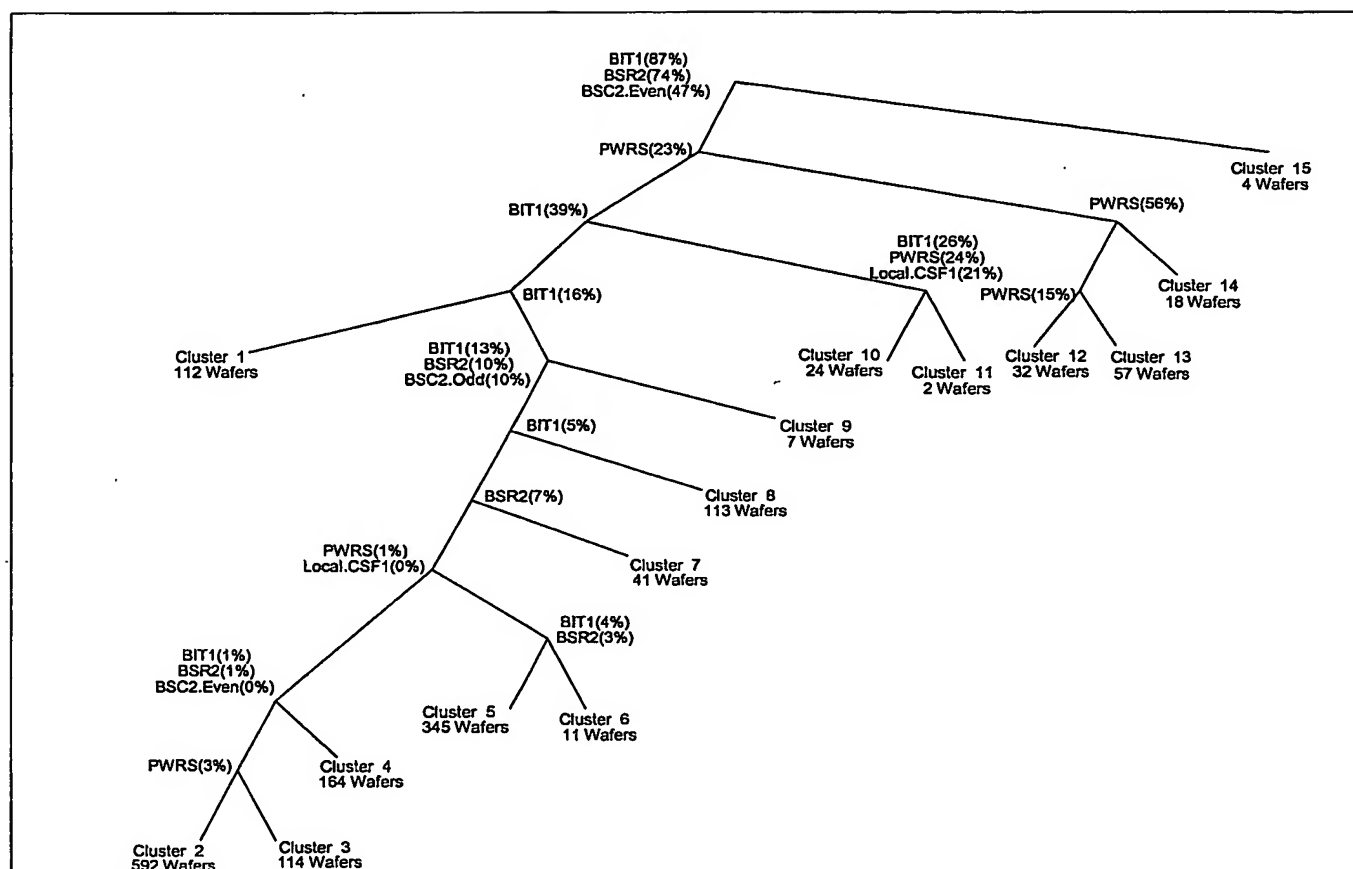 BIT1(87%)
BSR2(74%)
BSC2.Even(47%)
PWRS(23%)
Cluster 15
4 Wafers
BIT1(39%)
PWRS(56%)
BIT1(26%)
PWRS(24%)
Local.CSF1(21%)
BIT1(16%)
PWRS(15%)
Cluster 14
18 Wafers
Cluster 1
112 Wafers
BIT1(13%)
BSR2(10%)
BSC2.Odd(10%)
Cluster 10
24 Wafers
Cluster 11
2 Wafers
Cluster 12
32 Wafers
Cluster 13
57 Wafers
BIT1(5%)
Cluster 9
7 Wafers
BSR2(7%)
Cluster 8
113 Wafers
PWRS(1%)
Local.CSF1(0%)
Cluster 7
41 Wafers
BIT1(4%)
BSR2(3%)
BIT1(1%)
BSR2(1%)
BSC2.Even(0%)
Cluster 5
345 Wafers
Cluster 6
11 Wafers
PWRS(3%)
Cluster 4
164 Wafers
Cluster 2
592 Wafers
Cluster 3
114 Wafers